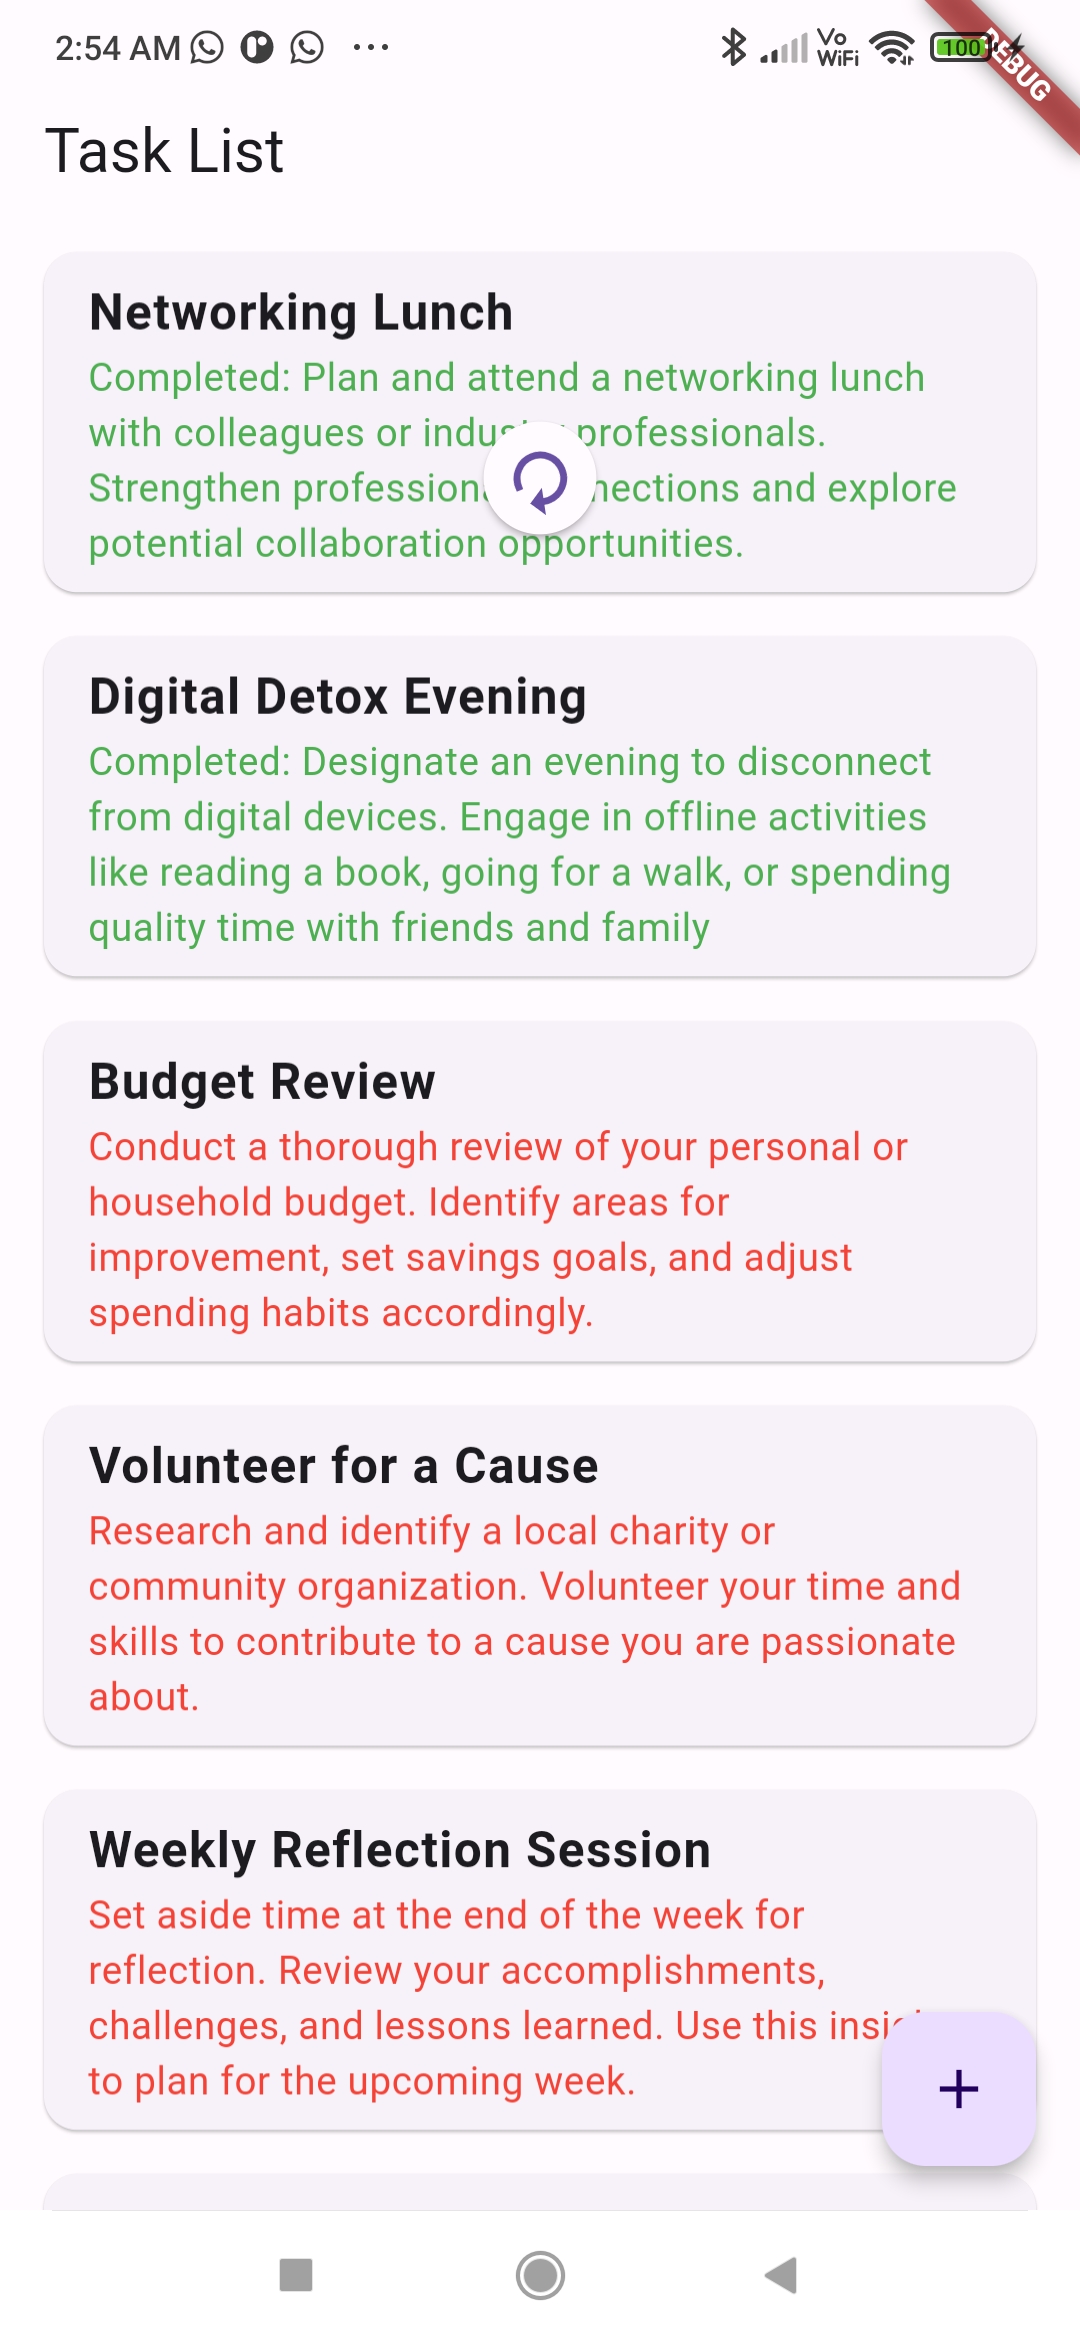 2:54 AM
Vo
WiFi
100
DEBUG
Task List
Networking Lunch
Completed: Plan and attend a networking lunch
with colleagues or professionals.
Strengthen and explore
potential collaboration opportunities.
Digital Detox Evening
Completed: Designate an evening to disconnect
from digital devices. Engage in offline activities
like reading a book, going for a walk, or spending
quality time with friends and family
Budget Review
Conduct a thorough review of your personal or
household budget. Identify areas for
improvement, set savings goals, and adjust
spending habits accordingly.
Volunteer for a Cause
Research and identify a local charity or
community organization. Volunteer your time and
skills to contribute to a cause you are passionate
about.
Weekly Reflection Session
Set aside time at the end of the week for
reflection. Review your accomplishments,
challenges, and lessons learned. Use this
to plan for the upcoming week.